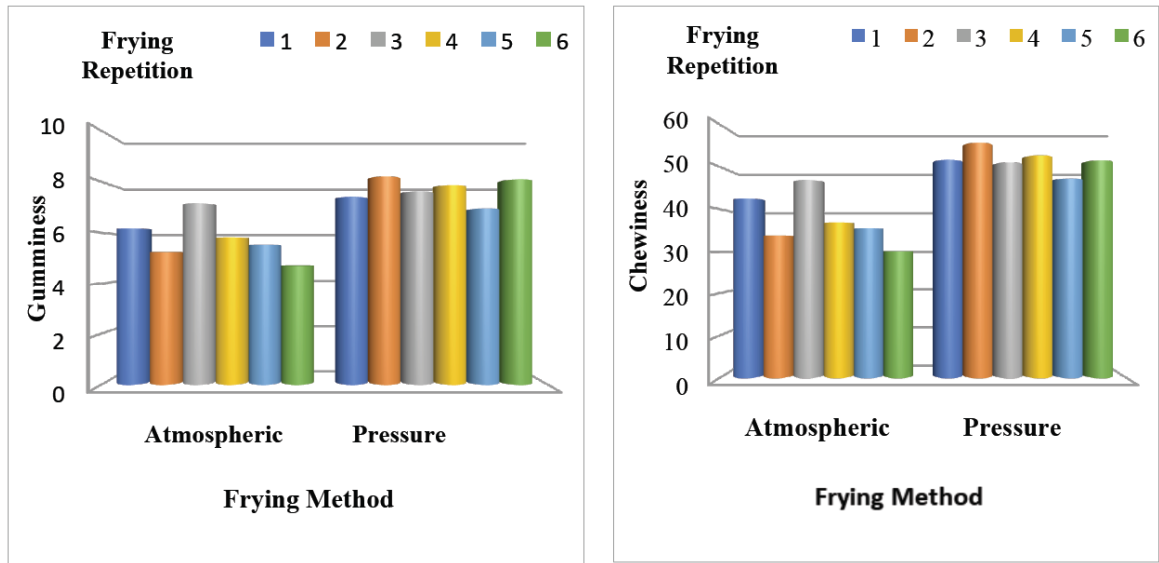 Frying
Repetition
1 2 3 4 5 6
Gumminess
10
8
6
4
2
0
Atmospheric Pressure
Frying Method
Frying
Repetition
1 2 3 4 5 6
Chewiness
60
50
40
30
20
10
0
Atmospheric Pressure
Frying Method